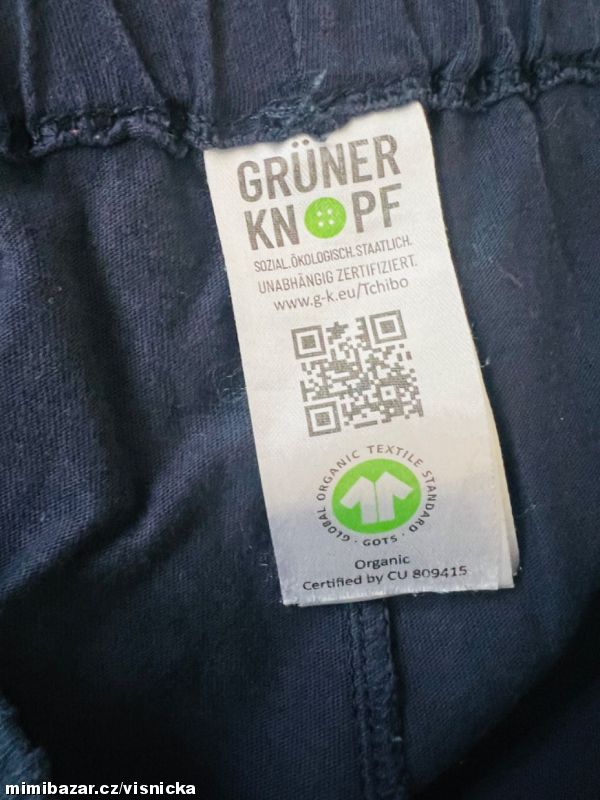 GRÜNER
KNOPF
SOZIAL. ÖKOLOGISCH. STAATLICH.
UNABHÄNGIG ZERTIFIZIERT.
www.g-k.eu/Tchibo
GLOBAL ORGANIC TEXTILE STANDARD
· GOTS ·
Organic
Certified by CU 809415
mimibazar.cz/visnicka